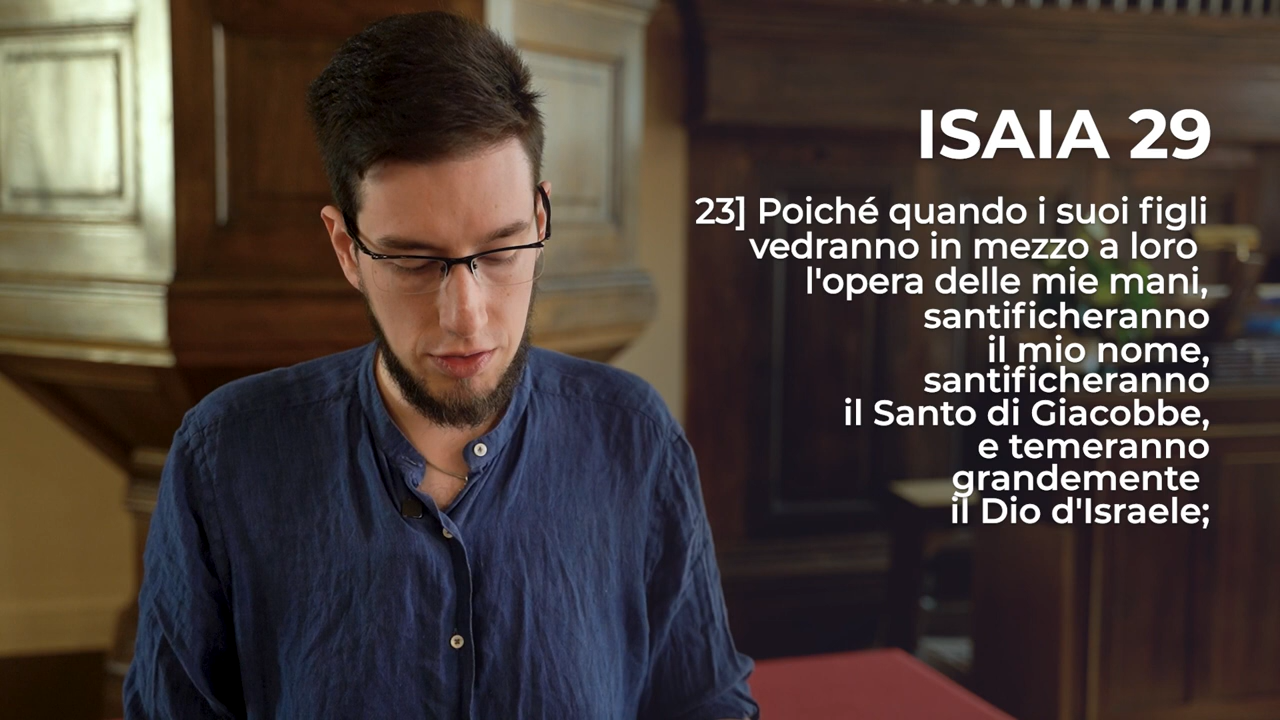 ISAIA 29
23] Poiché quando i suoi figli
vedranno in mezzo a loro
l'opera delle mie mani,
santificheranno
il mio nome,
santificheranno
il Santo di Giacobbe,
e temeranno
grandemente
il Dio d'Israele;